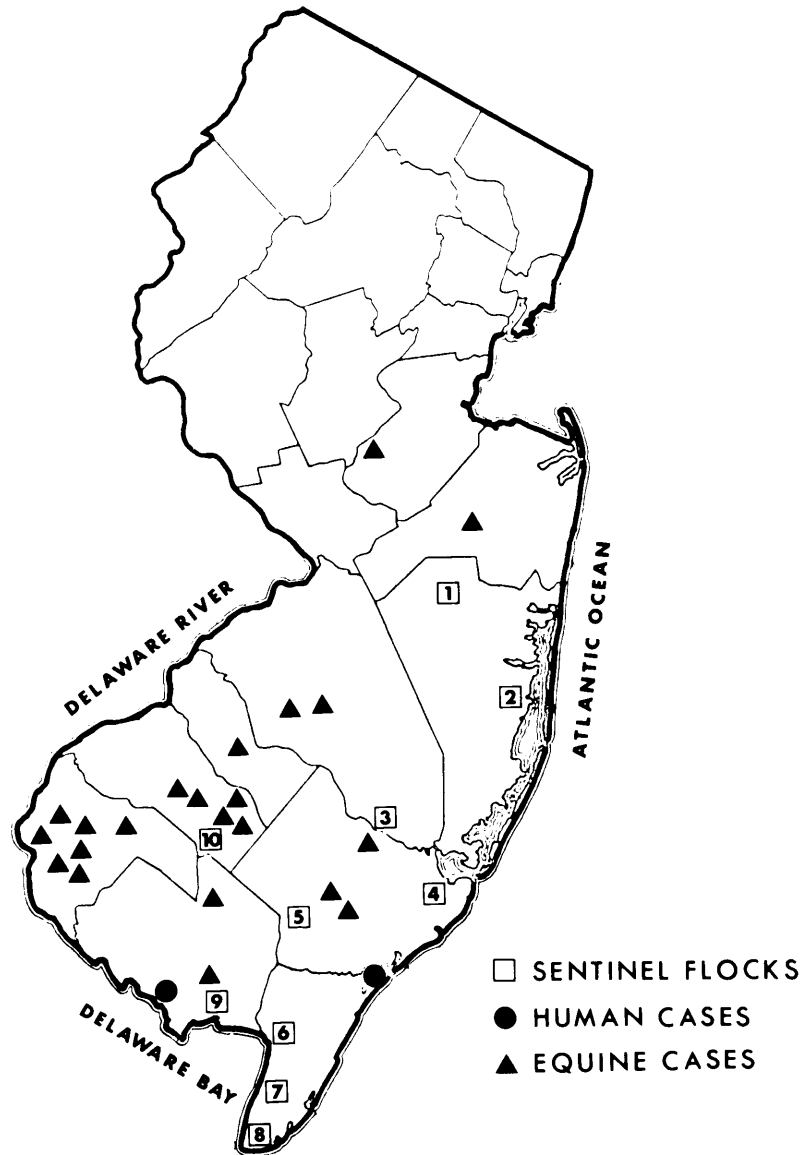 DELAWARE RIVER
ATLANTIC OCEAN
1
2
3
10
4
5
9
6
7
8
DELAWARE BAY
SENTINEL FLOCKS
HUMAN CASES
EQUINE CASES